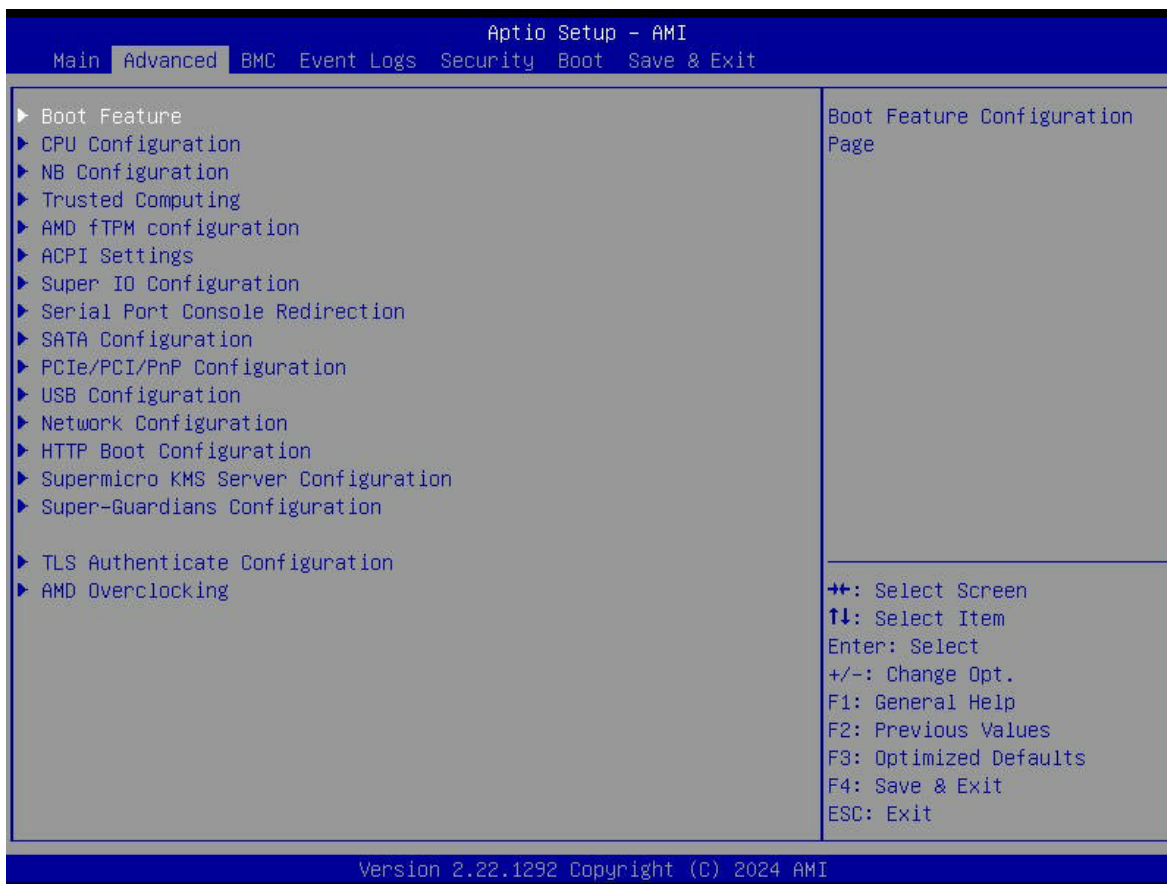 Aptio Setup – AMI
Main Advanced BMC Event Logs Security Boot Save & Exit
Boot Feature
CPU Configuration
NB Configuration
Trusted Computing
AMD fTPM configuration
ACPI Settings
Super IO Configuration
Serial Port Console Redirection
SATA Configuration
PCIe/PCI/PnP Configuration
USB Configuration
Network Configuration
HTTP Boot Configuration
Supermicro KMS Server Configuration
Super-Guardians Configuration
TLS Authenticate Configuration
AMD Overclocking
Boot Feature Configuration
Page
→←: Select Screen
↑↓: Select Item
Enter: Select
+/-: Change Opt.
F1: General Help
F2: Previous Values
F3: Optimized Defaults
F4: Save & Exit
ESC: Exit
Version 2.22.1292 Copyright (C) 2024 AMI